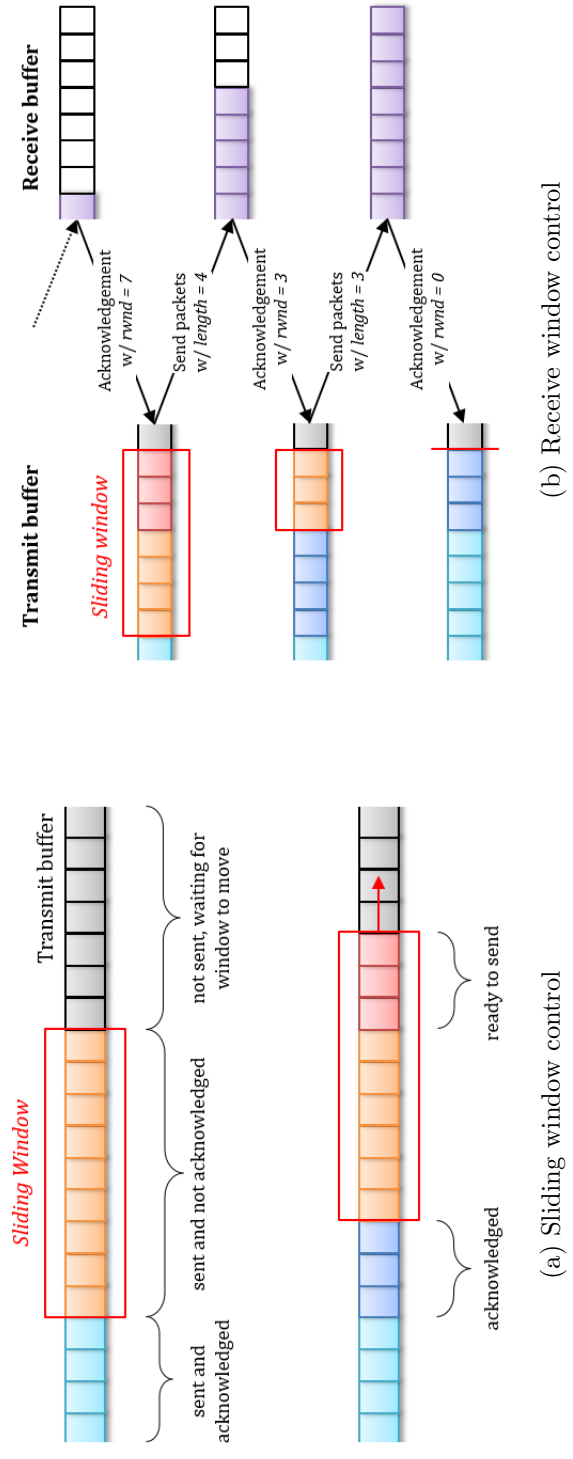 Sliding Window
Transmit buffer
sent and
acknowledged
sent and not acknowledged
not sent, waiting for
window to move
acknowledged
ready to send
(a) Sliding window control
Transmit buffer
Receive buffer
Sliding window
Acknowledgement
w/ rwnd = 7
Send packets
w/ length = 4
Acknowledgement
w/ rwnd = 3
Send packets
w/ length = 3
Acknowledgement
w/ rwnd = 0
(b) Receive window control